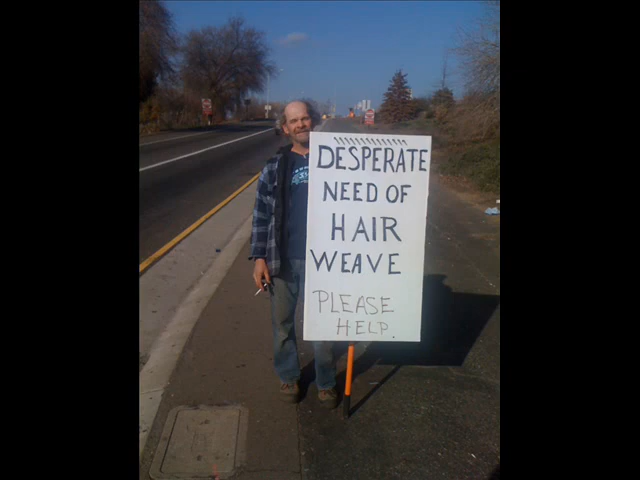 DESPERATE
NEED OF
HAIR
WEAVE
PLEASE
HELP.